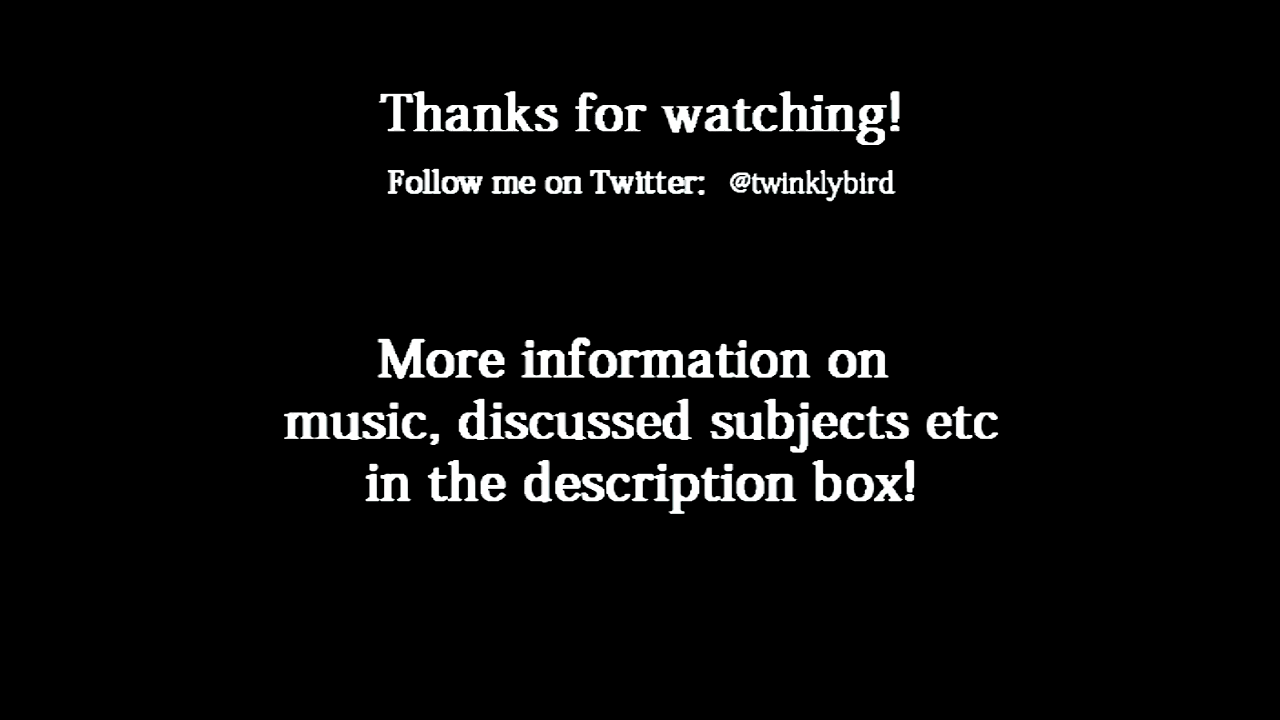 Thanks for watching!
Follow me on Twitter: @twinklybird
More information on
music, discussed subjects etc
in the description box!